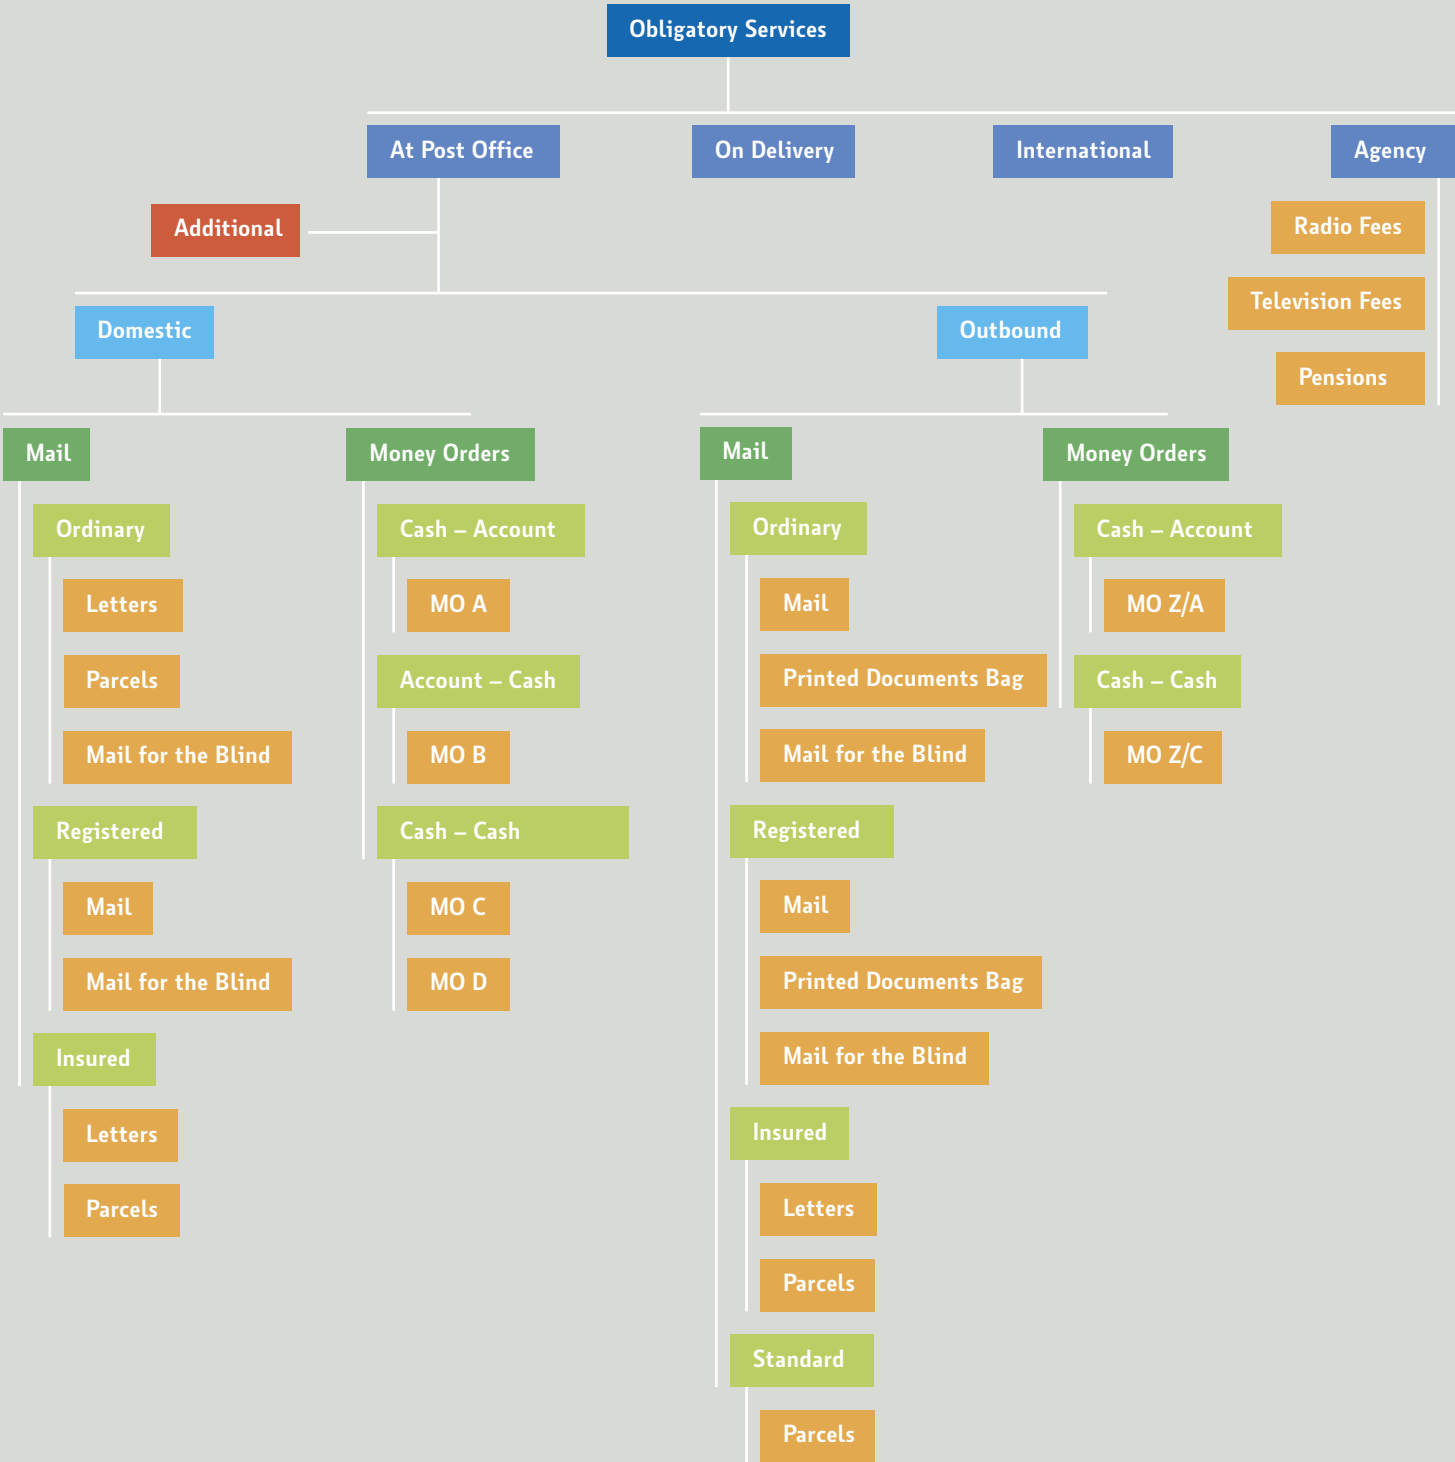 Obligatory Services
At Post Office
On Delivery
International
Agency
Additional
Radio Fees
Television Fees
Pensions
Domestic
Outbound
Mail
Ordinary
Letters
Parcels
Mail for the Blind
Registered
Mail
Mail for the Blind
Insured
Letters
Parcels
Money Orders
Cash – Account
MO A
Account – Cash
MO B
Cash – Cash
MO C
MO D
Mail
Ordinary
Mail
Printed Documents Bag
Mail for the Blind
Registered
Mail
Printed Documents Bag
Mail for the Blind
Insured
Letters
Parcels
Standard
Parcels
Money Orders
Cash – Account
MO Z/A
Cash – Cash
MO Z/C